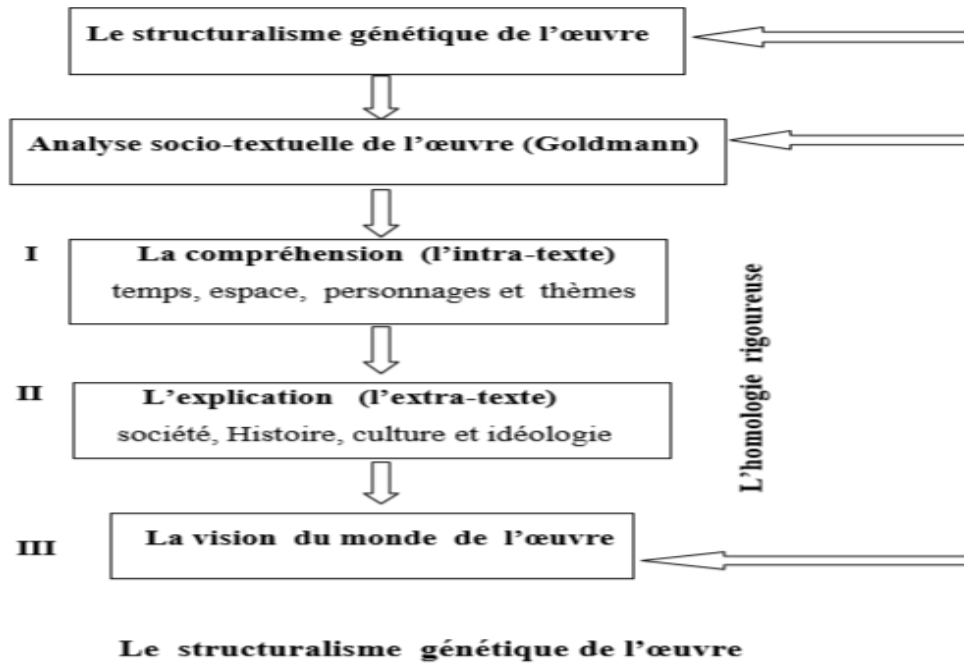 Le structuralisme génétique de l’œuvre
Analyse socio-textuelle de l’œuvre (Goldmann)
I
La compréhension (l’intra-texte)
temps, espace, personnages et thèmes
II
L’explication (l’extra-texte)
société, Histoire, culture et idéologie
L’homologie rigoureuse
III
La vision du monde de l’œuvre
Le structuralisme génétique de l’œuvre